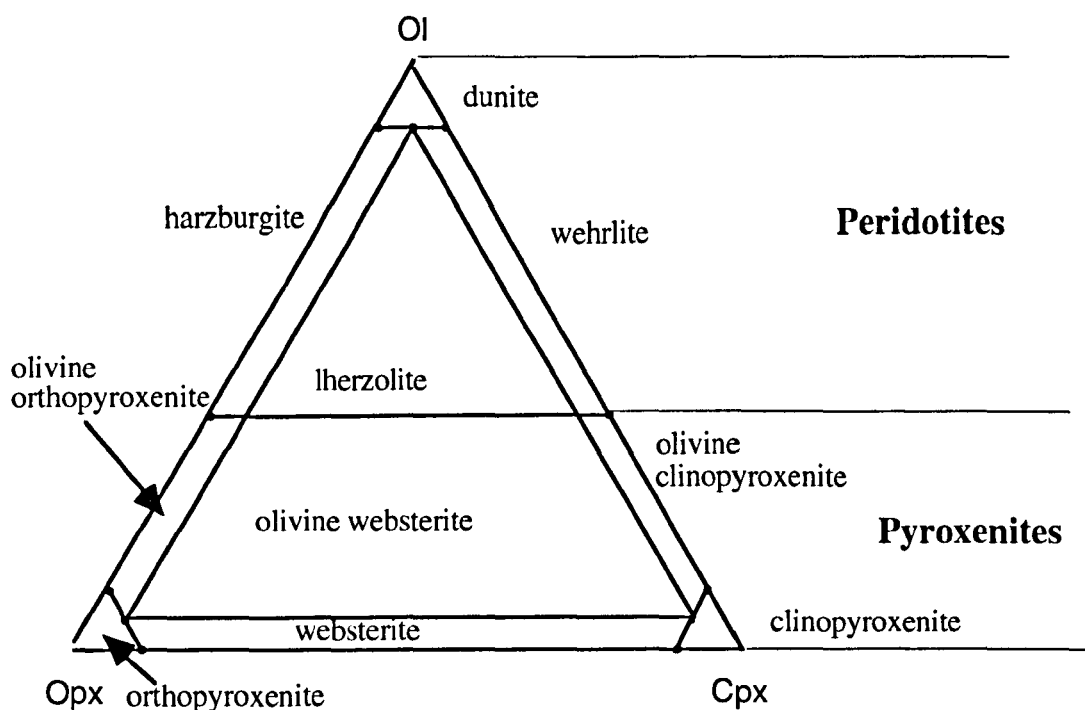 Ol
dunite
harzburgite
wehrlite
Peridotites
olivine
orthopyroxenite
lherzolite
olivine
clinopyroxenite
olivine websterite
Pyroxenites
websterite
clinopyroxenite
Opx
orthopyroxenite
Cpx